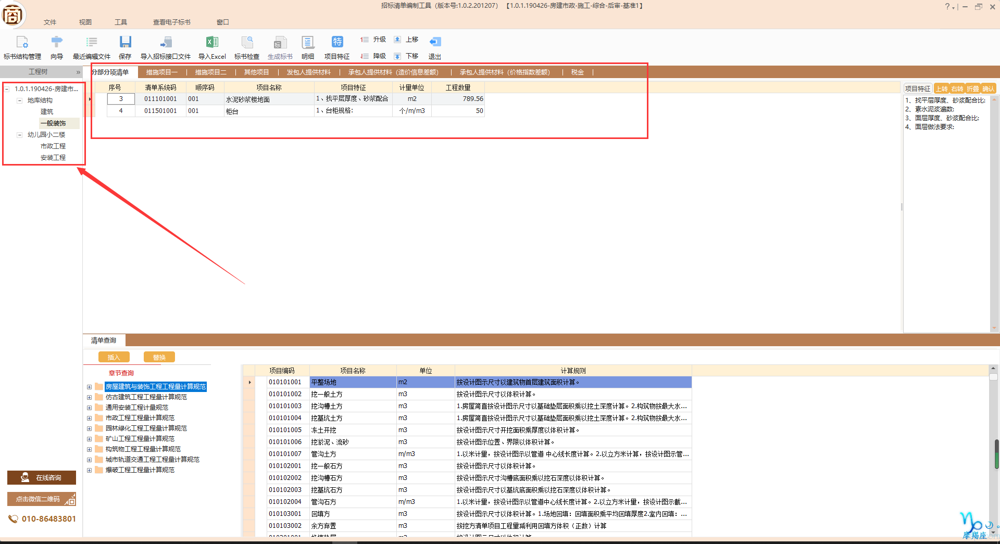 招标清单编制工具（版本号:1.0.2.201207） 【1.0.1.190426-房建市政-施工-综合-后审-基准1】
商
文件 视图 工具 查看电子标书 窗口
标书结构管理 向导 最近编辑文件 保存 导入招标接口文件 导入Excel 标书检查 生成标书 明细 项目特征 升级 上移 降级 下移 退出
标 特
工程树 »
分部分项清单 措施项目一 措施项目二 其他项目 发包人提供材料 承包人提供材料（造价信息差额） 承包人提供材料（价格指数差额） 税金
1.0.1.190426-房建市...
地库结构
建筑
一般装饰
幼儿园小二楼
市政工程
安装工程
序号 清单系统码 顺序码 项目名称 项目特征 计量单位 工程数量
3 011101001 001 水泥砂浆楼地面 1、找平层厚度、砂浆配合 m2 789.56
4 011501001 001 柜台 1、台柜规格: 个/m/m3 50
项目特征 上转 右转 折叠 确认
1、找平层厚度、砂浆配合比:
2、素水泥浆遍数:
3、面层厚度、砂浆配合比:
4、面层做法要求:
清单查询
插入 替换
章节查询
房屋建筑与装饰工程工程量计算规范
仿古建筑工程工程量计算规范
通用安装工程计量规范
市政工程工程量计算规范
园林绿化工程工程量计算规范
矿山工程工程量计算规范
构筑物工程工程量计算规范
城市轨道交通工程工程量计算规范
爆破工程工程量计算规范
项目编码 项目名称 单位 计算规则
010101001 平整场地 m2 按设计图示尺寸以建筑物首层建筑面积计算。
010101002 挖一般土方 m3 按设计图示尺寸以体积计算。
010101003 挖沟槽土方 m3 1.房屋简直按设计图示尺寸以基础垫层面积乘以挖土深度计算。2.构筑物按最大水...
010101004 挖基坑土方 m3 1.房屋简直按设计图示尺寸以基础垫层面积乘以挖土深度计算。2.构筑物按最大水...
010101005 冻土开挖 m3 按设计图示尺寸开挖面积乘厚度以体积计算。
010101006 挖淤泥、流砂 m3 按设计图示位置、界限以体积计算。
010101007 管沟土方 m/m3 1.以米计量，按设计图示以管道 中心线长度计算。2.以立方米计算，按设计图示管...
010102001 挖一般石方 m3 按设计图示尺寸以体积计算。
010102002 挖沟槽石方 m3 按设计图示尺寸沟槽底面积乘以挖石深度以体积计算。
010102003 挖基坑石方 m3 按设计图示尺寸以基坑底面积乘以挖石深度以体积计算。
010102004 管沟石方 m/m3 1.以米计量，按设计图示以管道中心线长度计算。2.以立方米计量，按设计图示截...
010103001 回填方 m3 按设计图示尺寸以体积计算。1.场地回填：回填面积乘平均回填厚度2.室内回填：...
010103002 余方弃置 m3 按挖方清单项目工程量减利用回填方体积（正数）计算
在线咨询
点击微信二维码
010-86483801
摩羯座